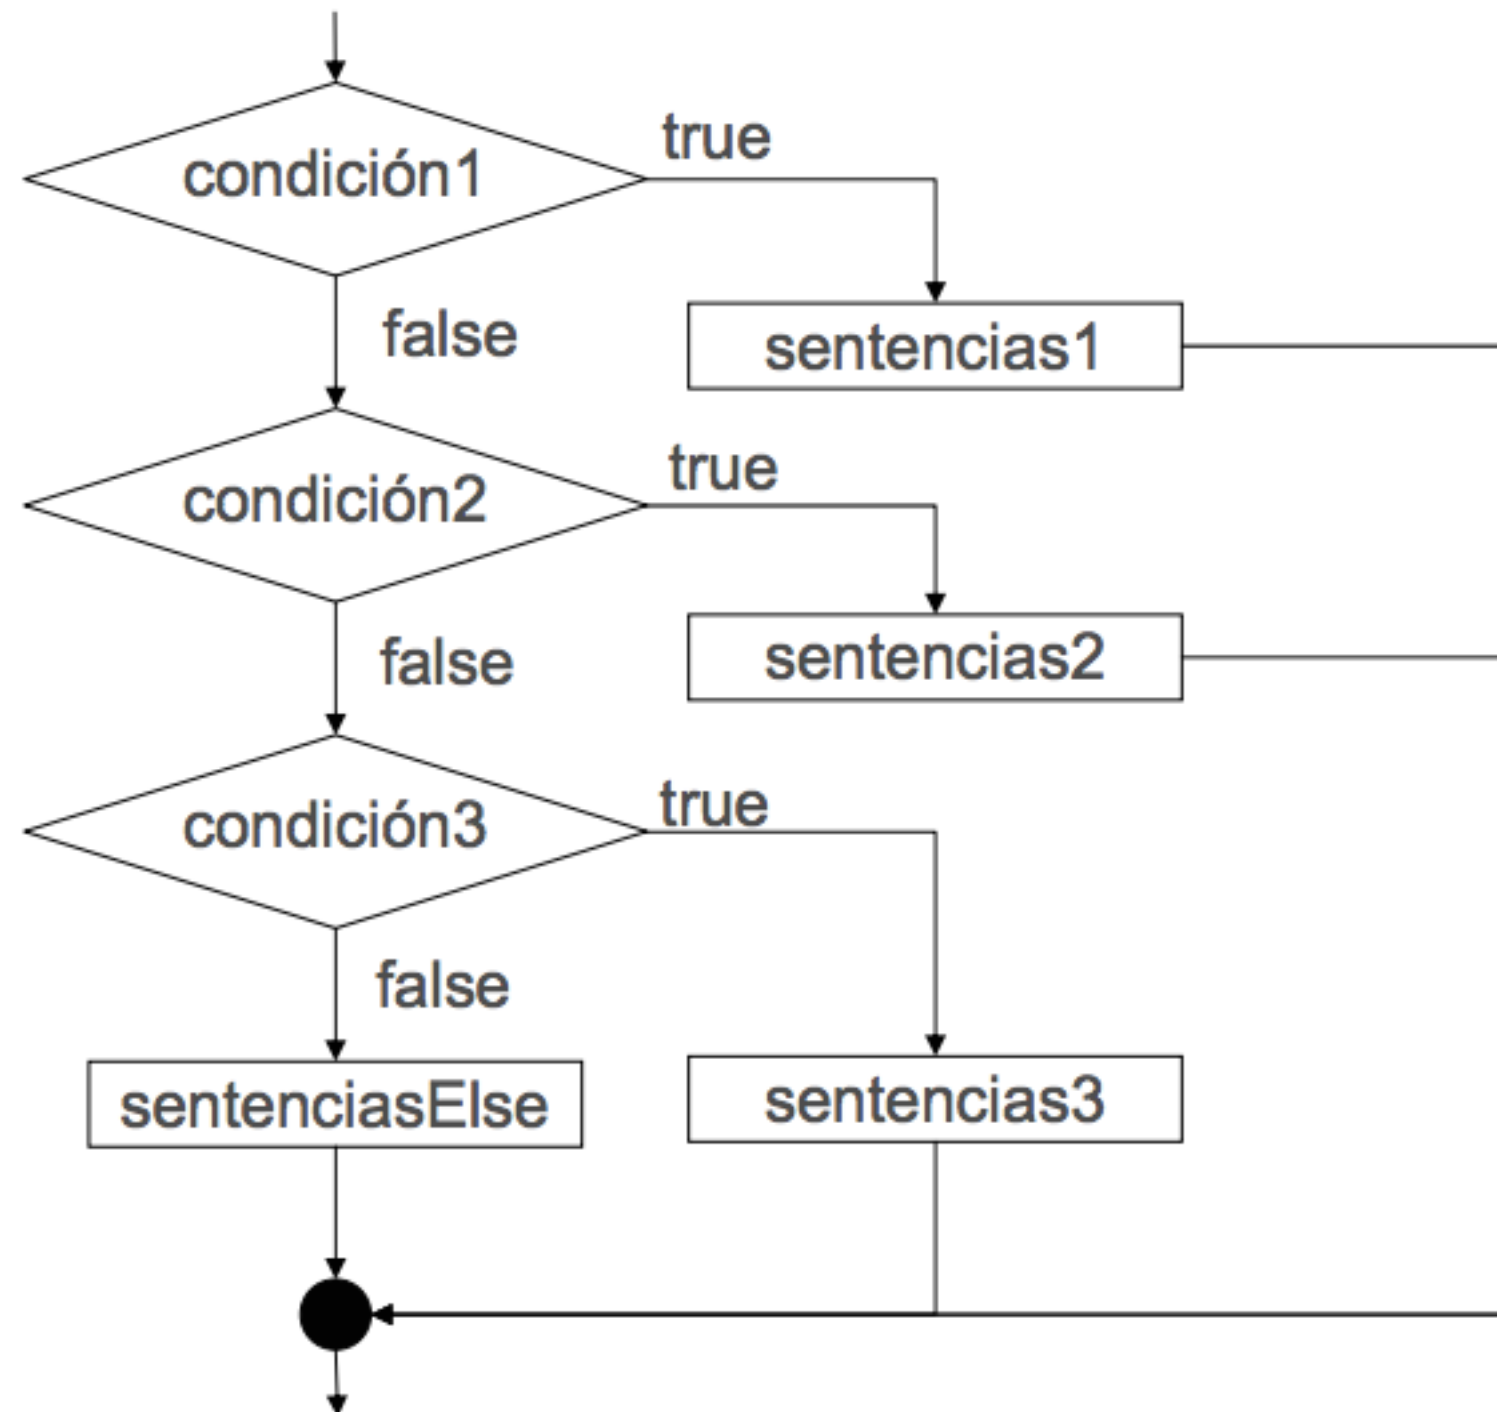 condición1
true
false
sentencias1
condición2
true
false
sentencias2
condición3
true
false
sentenciasElse
sentencias3